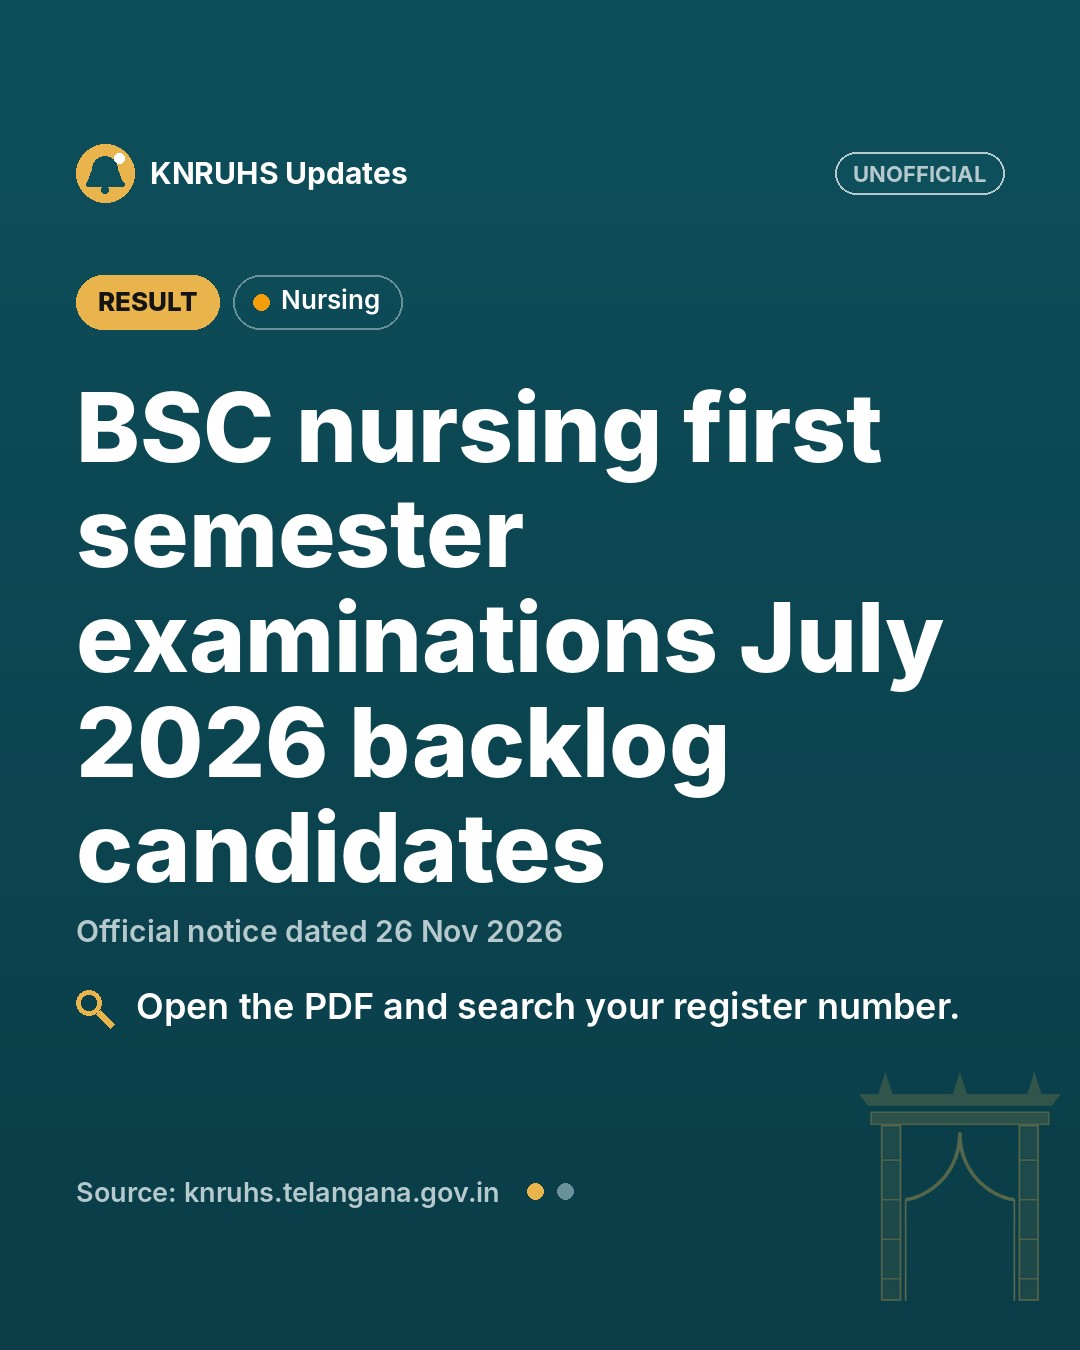 KNRUHS Updates
UNOFFICIAL
RESULT
Nursing
BSC nursing first
semester
examinations July
2026 backlog
candidates
Official notice dated 26 Nov 2026
Open the PDF and search your register number.
Source: knruhs.telangana.gov.in